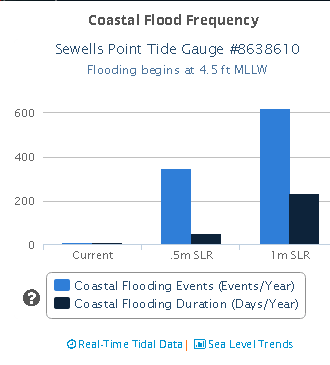 Coastal Flood Frequency
Sewells Point Tide Gauge #8638610
Flooding begins at 4.5 ft MLLW
600
400
200
0
Current .5m SLR 1m SLR
Coastal Flooding Events (Events/Year)
? Coastal Flooding Duration (Days/Year)
Real-Time Tidal Data | Sea Level Trends